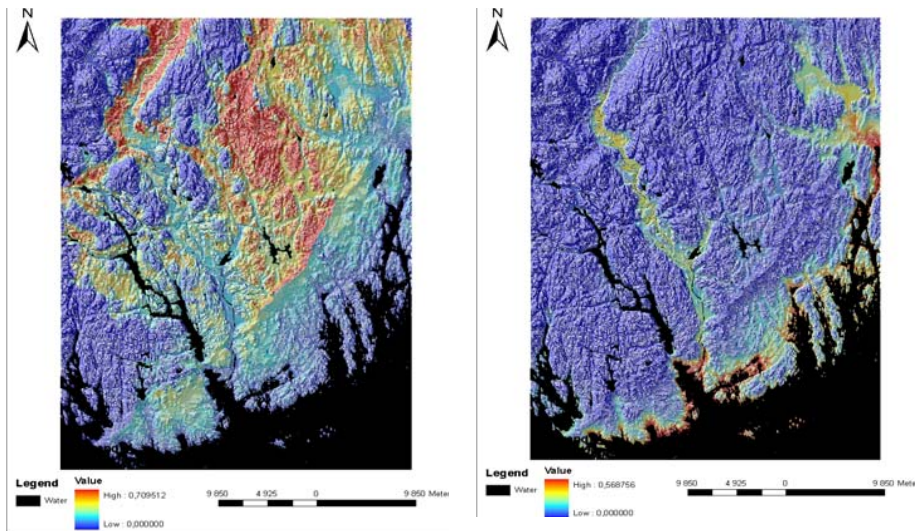 N
Legend
Water
Value
High : 0,709512
Low : 0,000000
9 850 4 925 0 9 850 Meter
N
Legend
Water
Value
High : 0,568756
Low : 0,000000
9 850 4 925 0 9 850 Meter